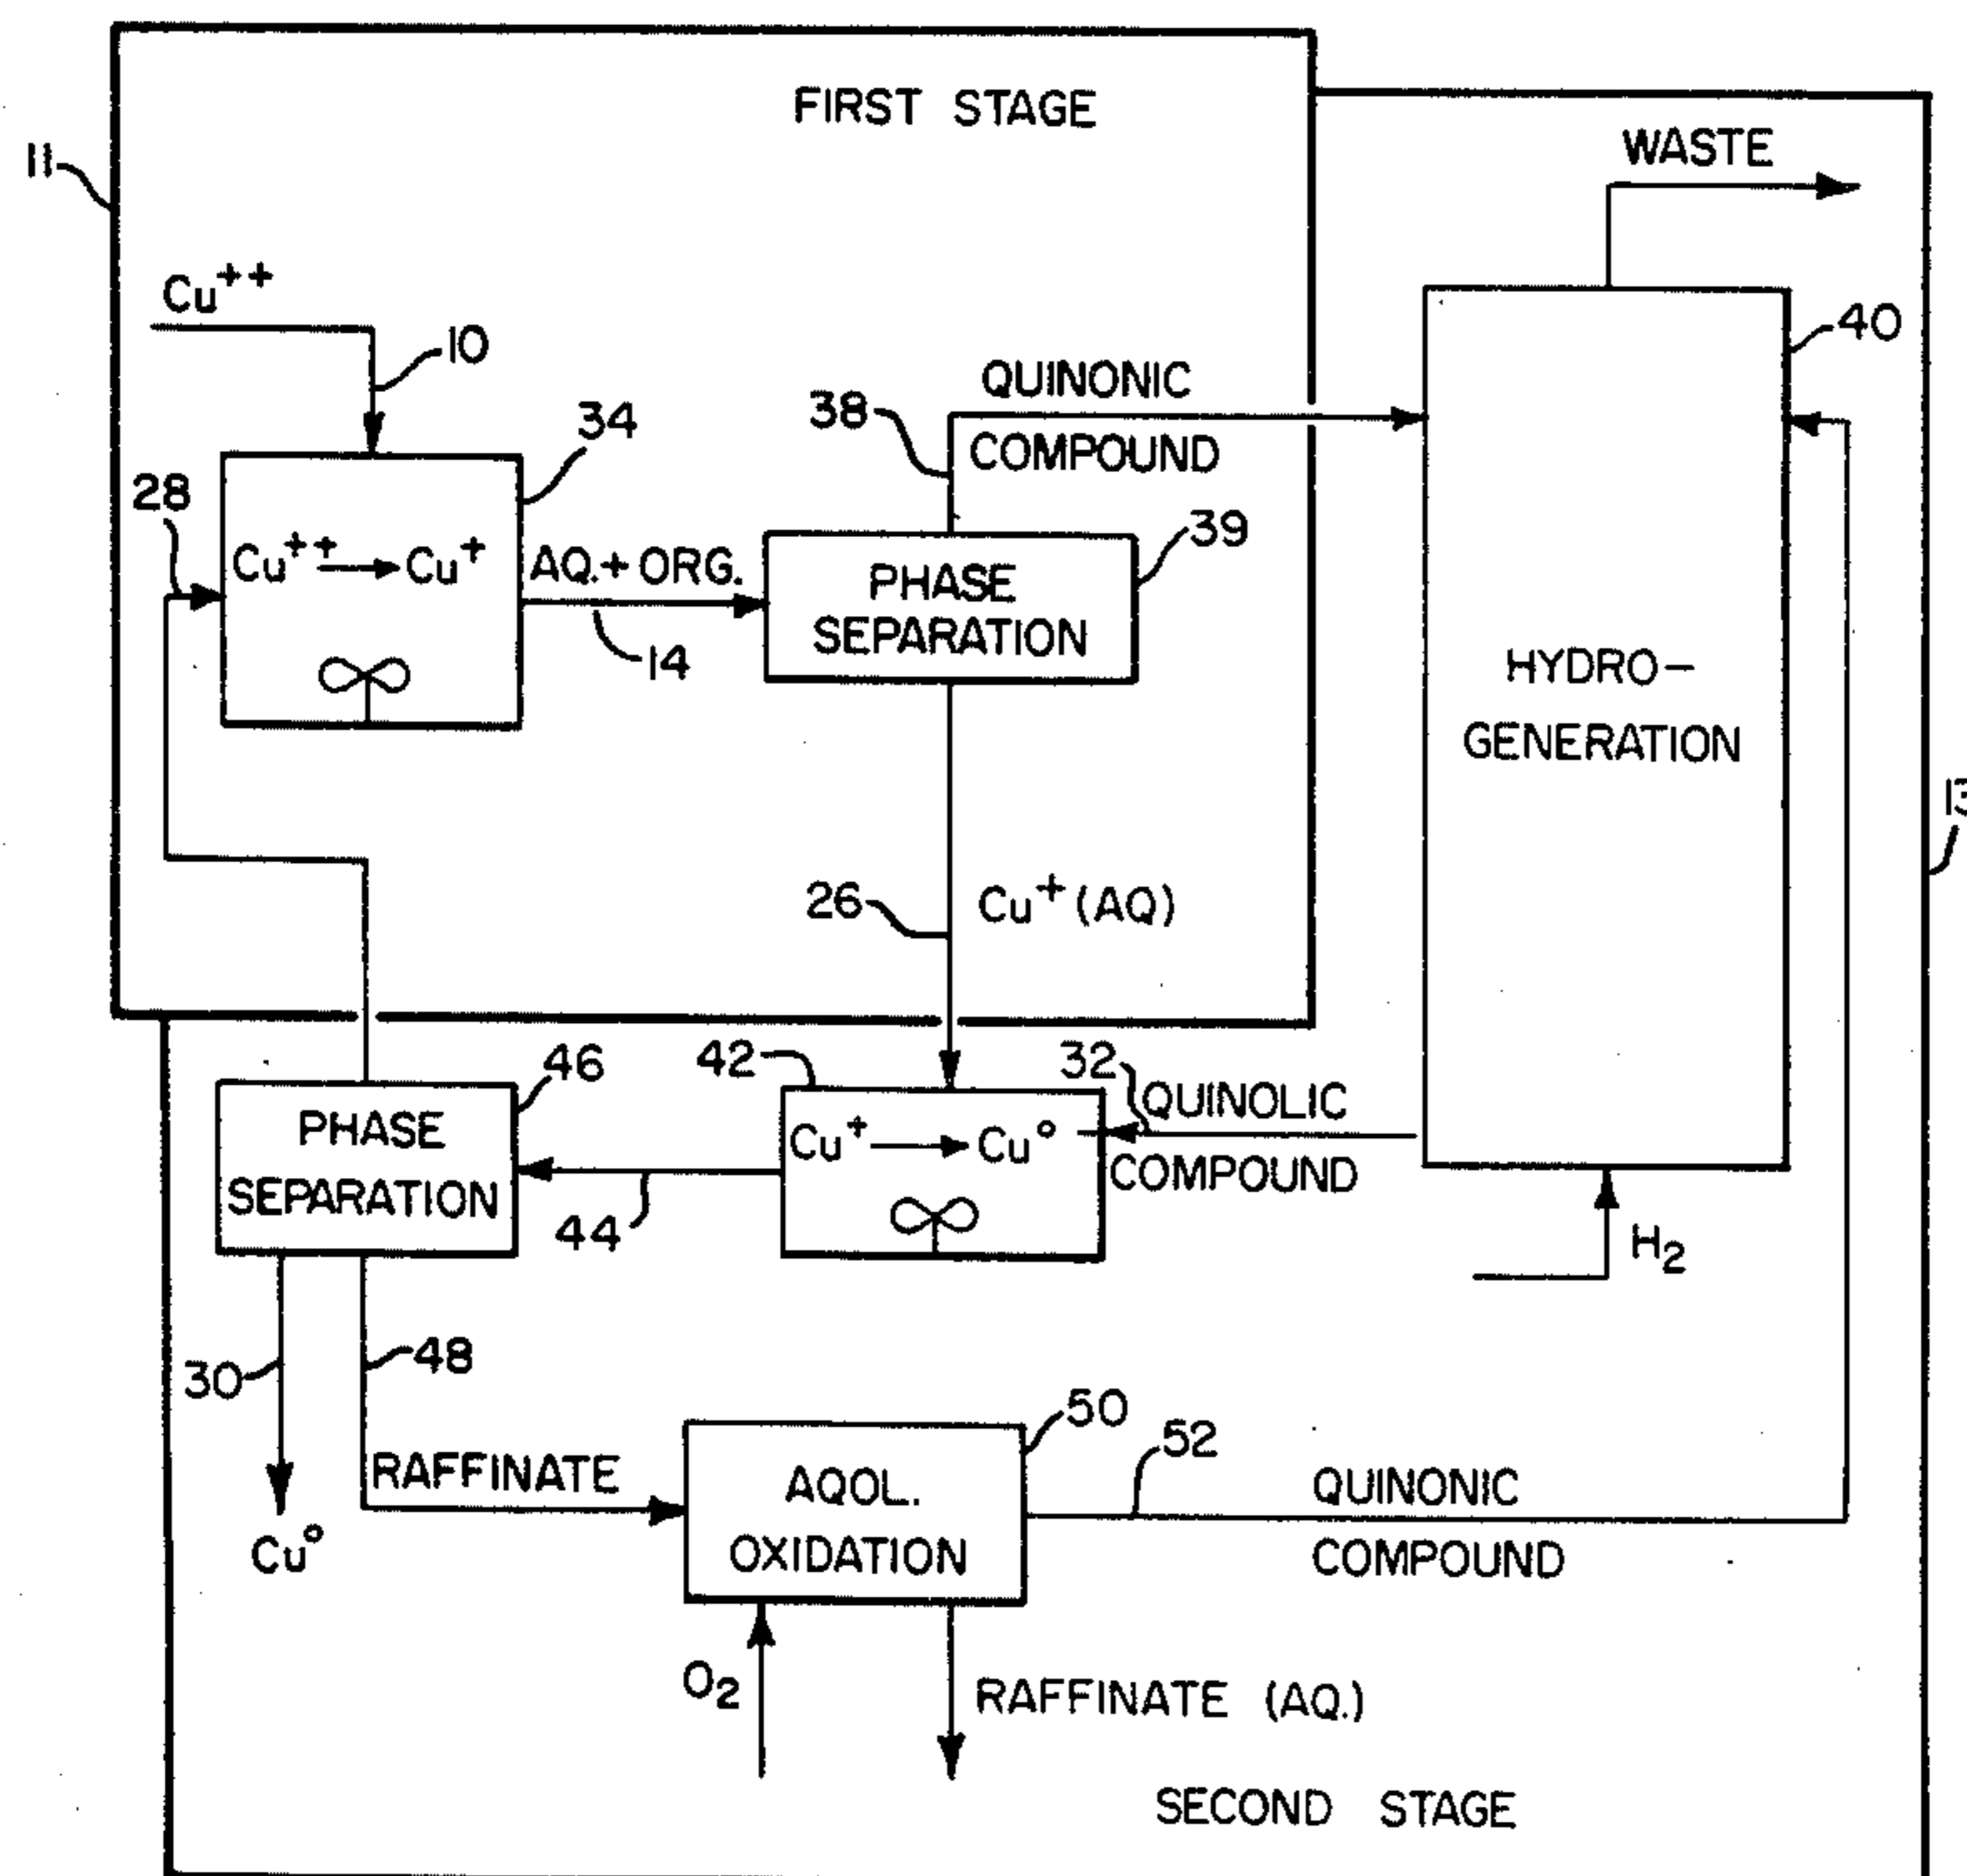 FIRST STAGE
11
WASTE
Cu++
10
40
34
38
QUINONIC
COMPOUND
28
39
Cu++ → Cu+
AQ.+ ORG.
PHASE
SEPARATION
14
HYDRO-
GENERATION
13
26
Cu+ (AQ)
46
42
32
QUINOLIC
COMPOUND
PHASE
SEPARATION
Cu+ → Cu°
44
H2
30
48
50
52
RAFFINATE
AQOL.
OXIDATION
QUINONIC
COMPOUND
Cu°
O2
RAFFINATE (AQ.)
SECOND STAGE